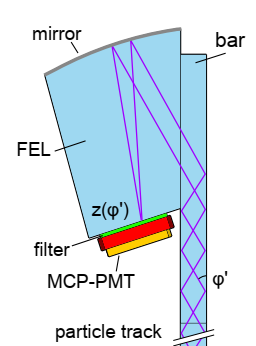 mirror
bar
FEL
z(φ')
filter
MCP-PMT
φ'
particle track